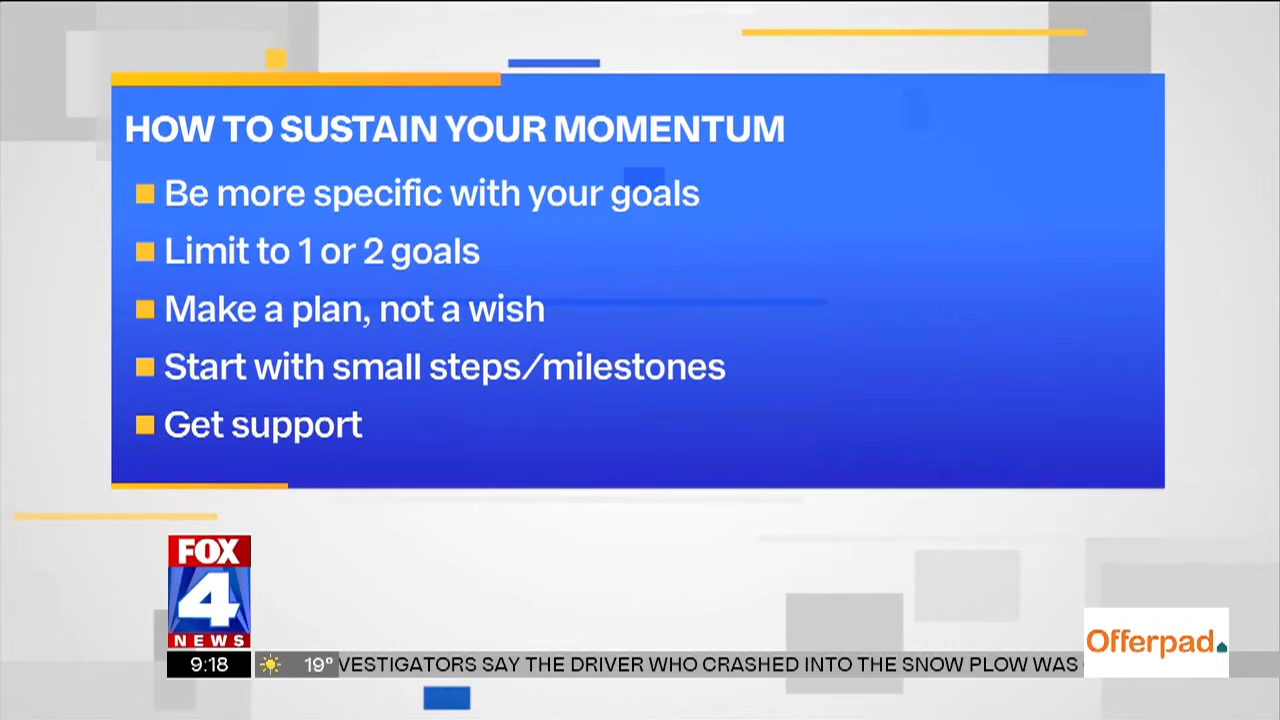 HOW TO SUSTAIN YOUR MOMENTUM
Be more specific with your goals
Limit to 1 or 2 goals
Make a plan, not a wish
Start with small steps/milestones
Get support
FOX
4
NEWS
Offerpad.
9:18 19° VESTIGATORS SAY THE DRIVER WHO CRASHED INTO THE SNOW PLOW WAS